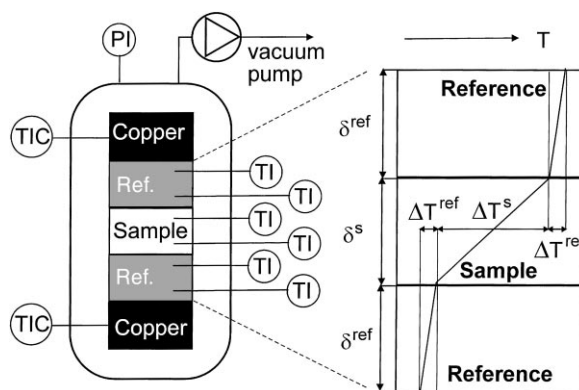 PI
vacuum
pump
TIC
Copper
Ref.
TI
TI
Sample
TI
TI
Ref.
TI
TI
TIC
Copper
T
Reference
δref
ΔTref
ΔTs
δs
ΔTre
Sample
δref
Reference